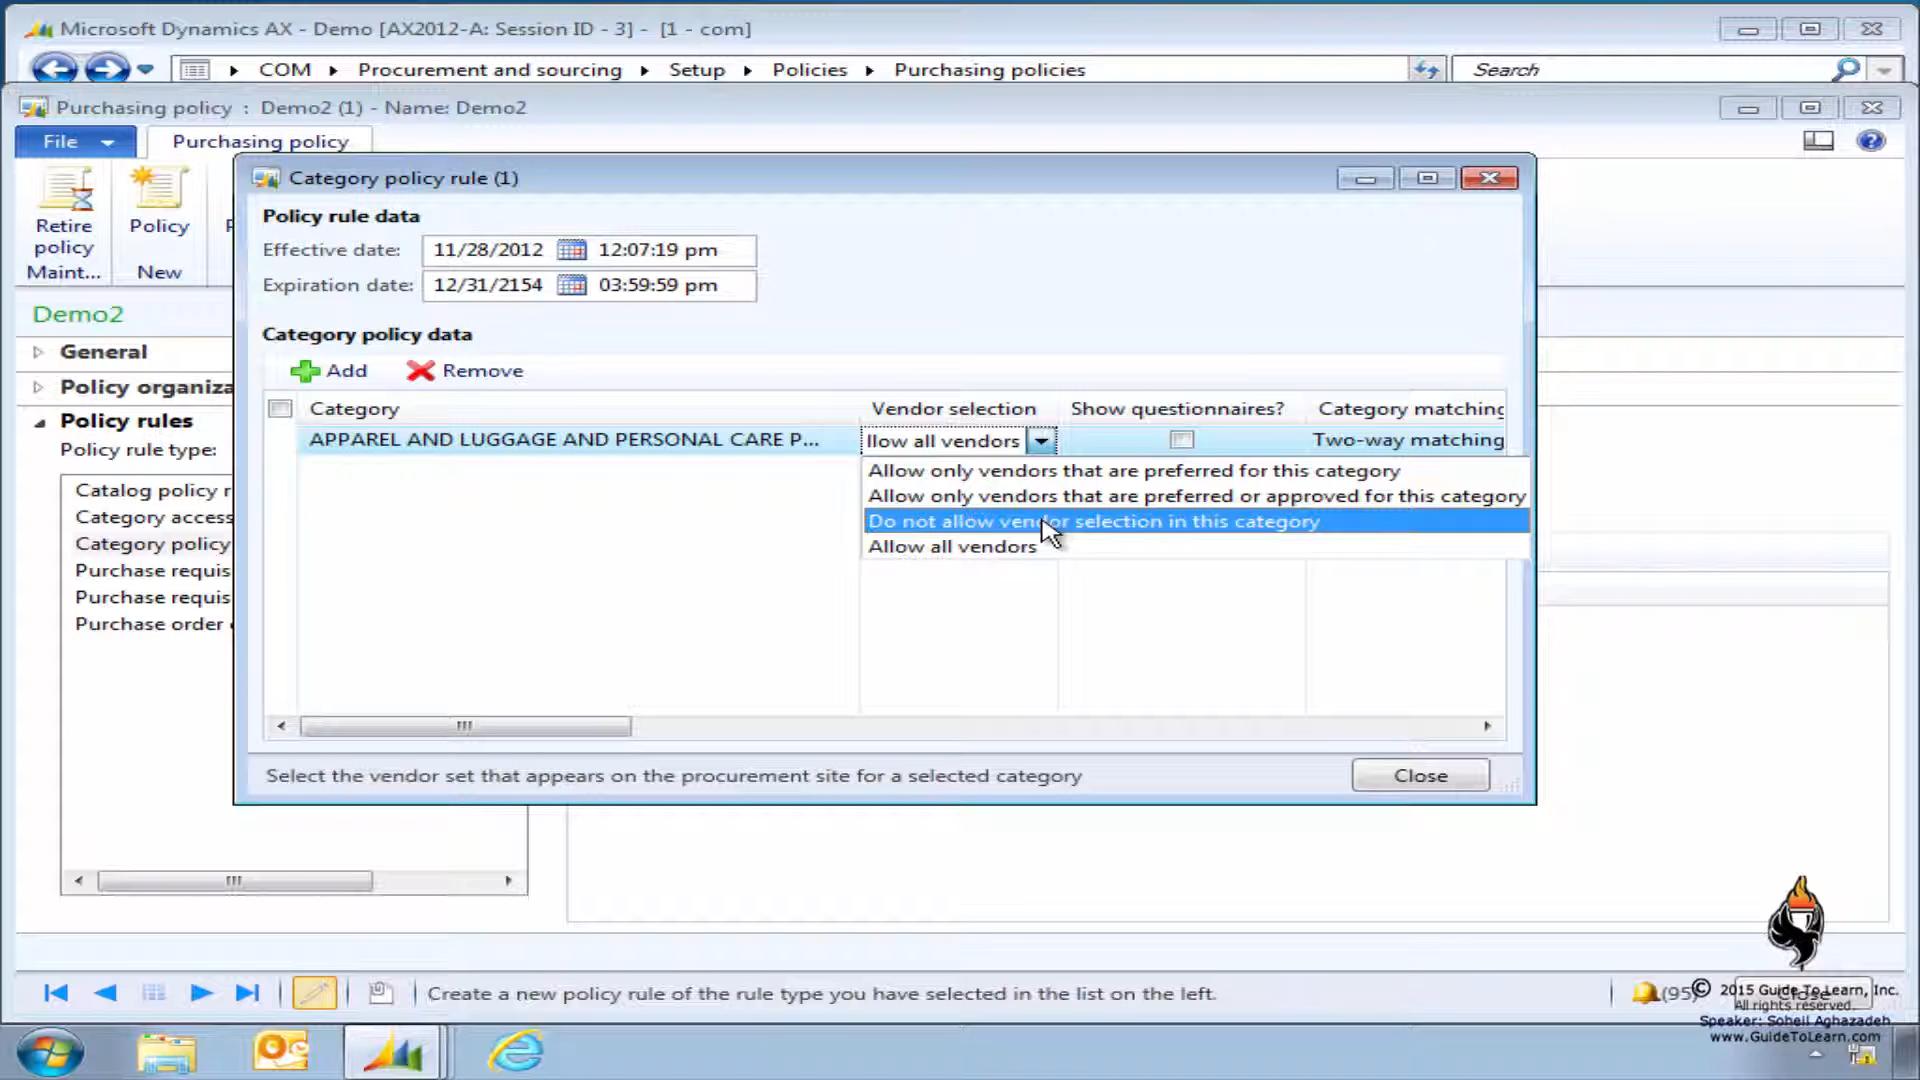 Microsoft Dynamics AX - Demo [AX2012-A: Session ID - 3] - [1 - com]
COM Procurement and sourcing Setup Policies Purchasing policies
Search
Purchasing policy : Demo2 (1) - Name: Demo2
File
Purchasing policy
Retire policy
Maint...
Policy
New
Demo2
General
Policy organiza
Policy rules
Policy rule type:
Catalog policy r
Category access
Category policy
Purchase requis
Purchase requis
Purchase order
Category policy rule (1)
Policy rule data
Effective date: 11/28/2012 12:07:19 pm
Expiration date: 12/31/2154 03:59:59 pm
Category policy data
Add Remove
Category Vendor selection Show questionnaires? Category matching
APPAREL AND LUGGAGE AND PERSONAL CARE P... llow all vendors Two-way matching
Allow only vendors that are preferred for this category
Allow only vendors that are preferred or approved for this category
Do not allow vendor selection in this category
Allow all vendors
Select the vendor set that appears on the procurement site for a selected category
Close
Create a new policy rule of the rule type you have selected in the list on the left.
(95)
© 2015 Guide To Learn, Inc.
All rights reserved.
Speaker: Soheil Aghazadeh
www.GuideToLearn.com